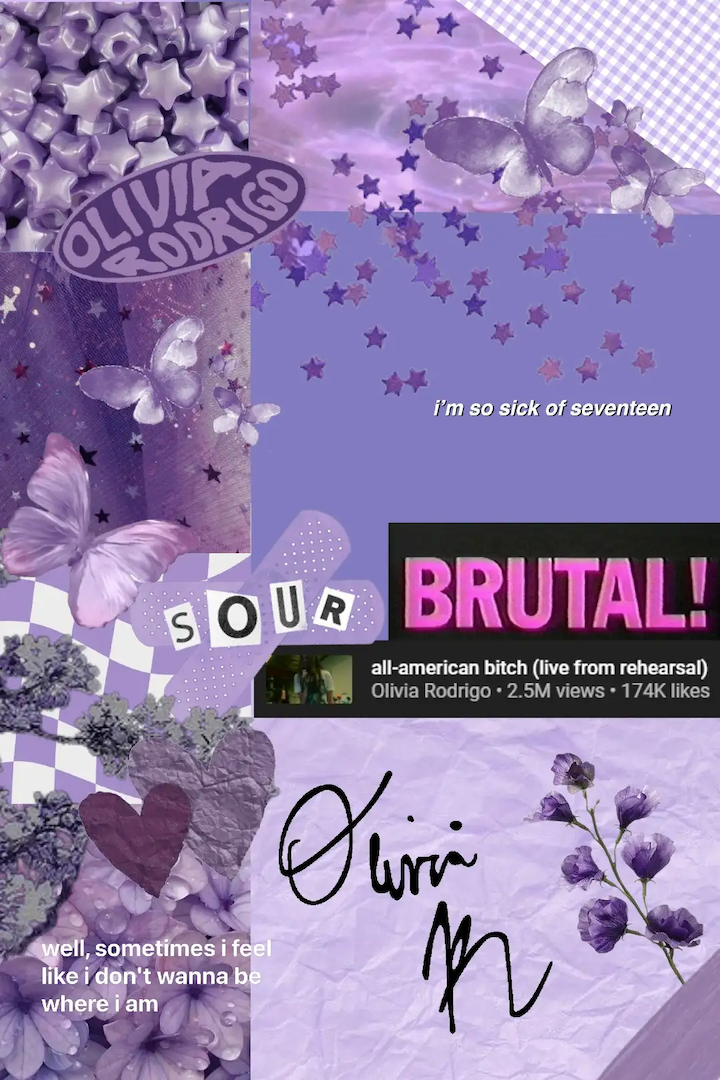 OLIVIA
RODRIGO
i'm so sick of seventeen
SOUR
BRUTAL!
all-american bitch (live from rehearsal)
Olivia Rodrigo • 2.5M views • 174K likes
Olivia
R
well, sometimes i feel
like i don't wanna be
where i am